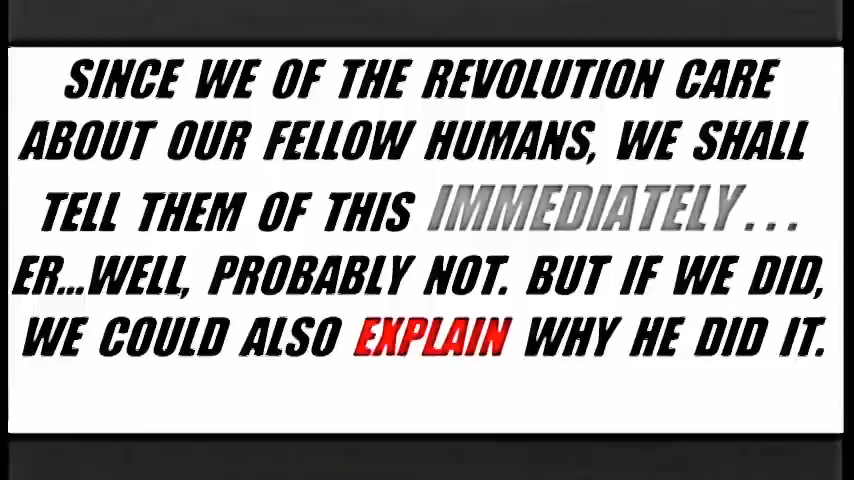 SINCE WE OF THE REVOLUTION CARE
ABOUT OUR FELLOW HUMANS, WE SHALL
TELL THEM OF THIS IMMEDIATELY...
ER...WELL, PROBABLY NOT. BUT IF WE DID,
WE COULD ALSO EXPLAIN WHY HE DID IT.